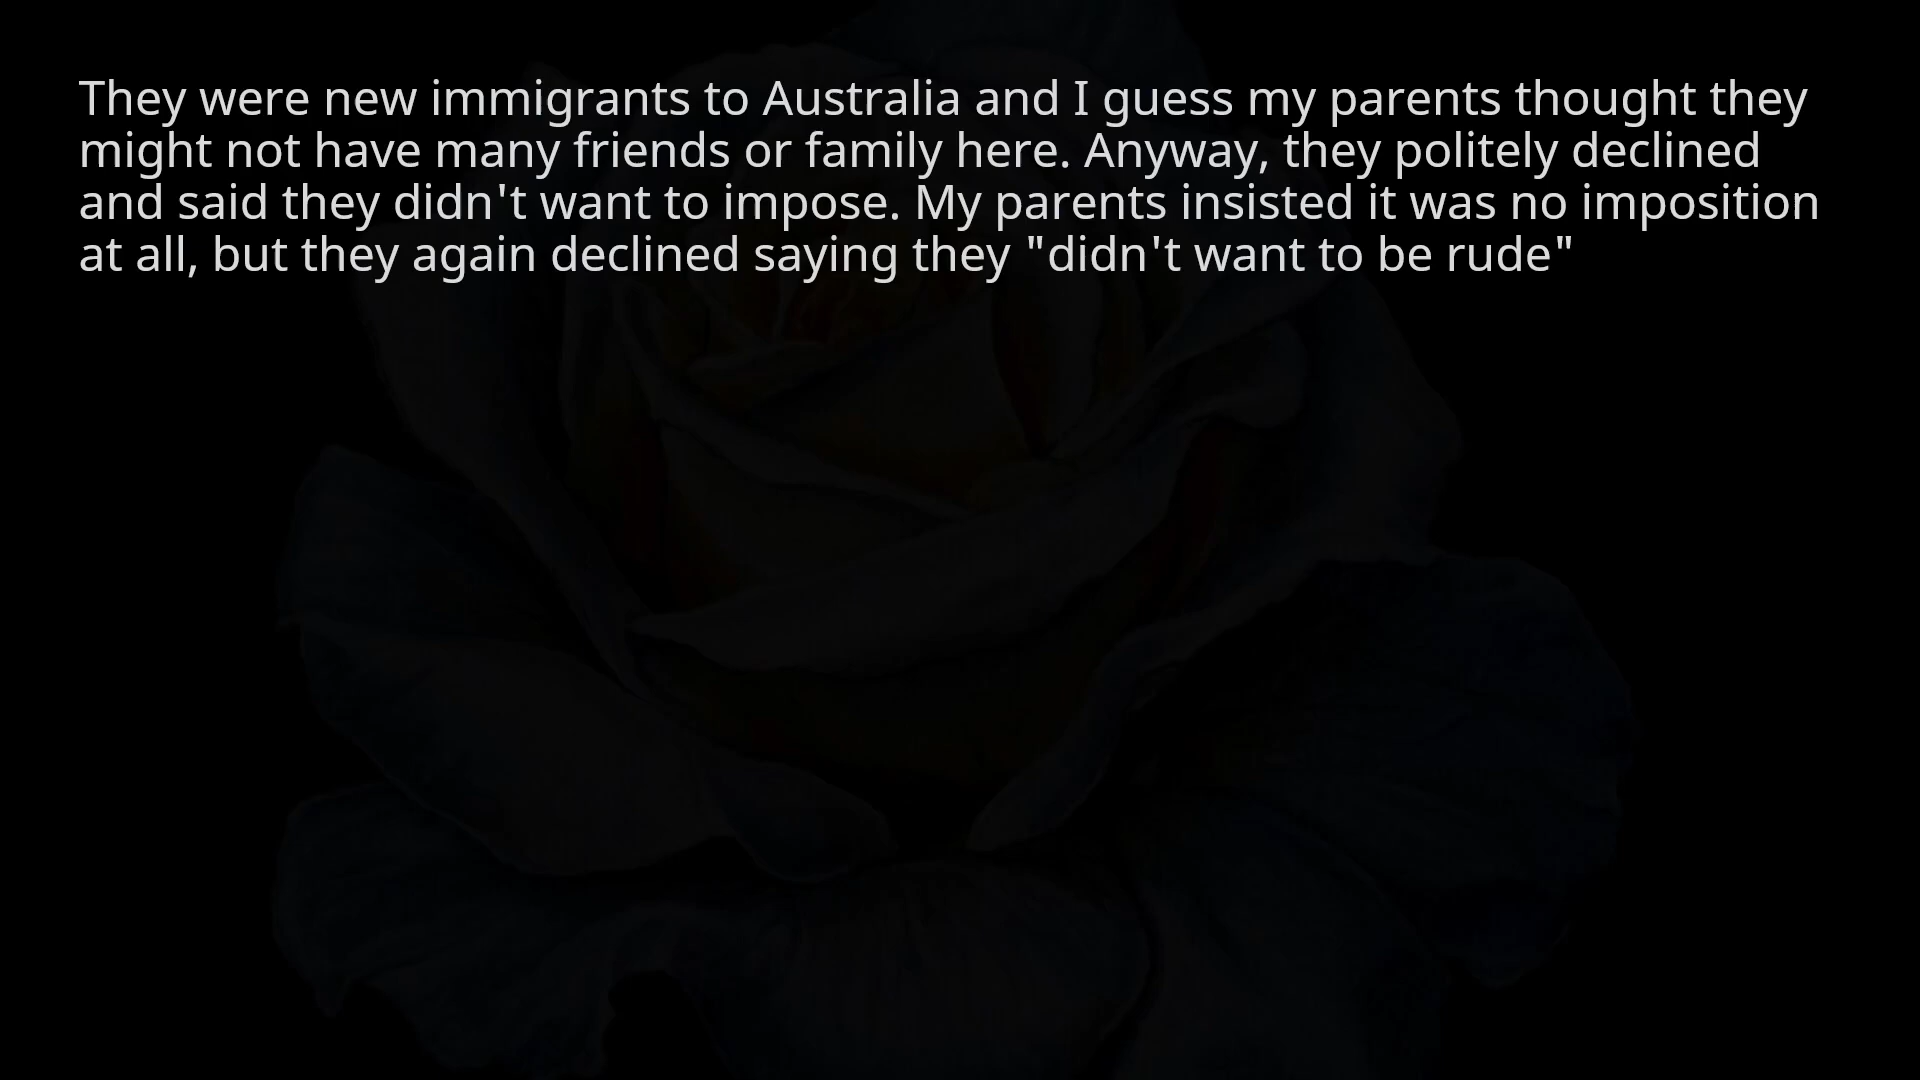 They were new immigrants to Australia and I guess my parents thought they
might not have many friends or family here. Anyway, they politely declined
and said they didn't want to impose. My parents insisted it was no imposition
at all, but they again declined saying they "didn't want to be rude"